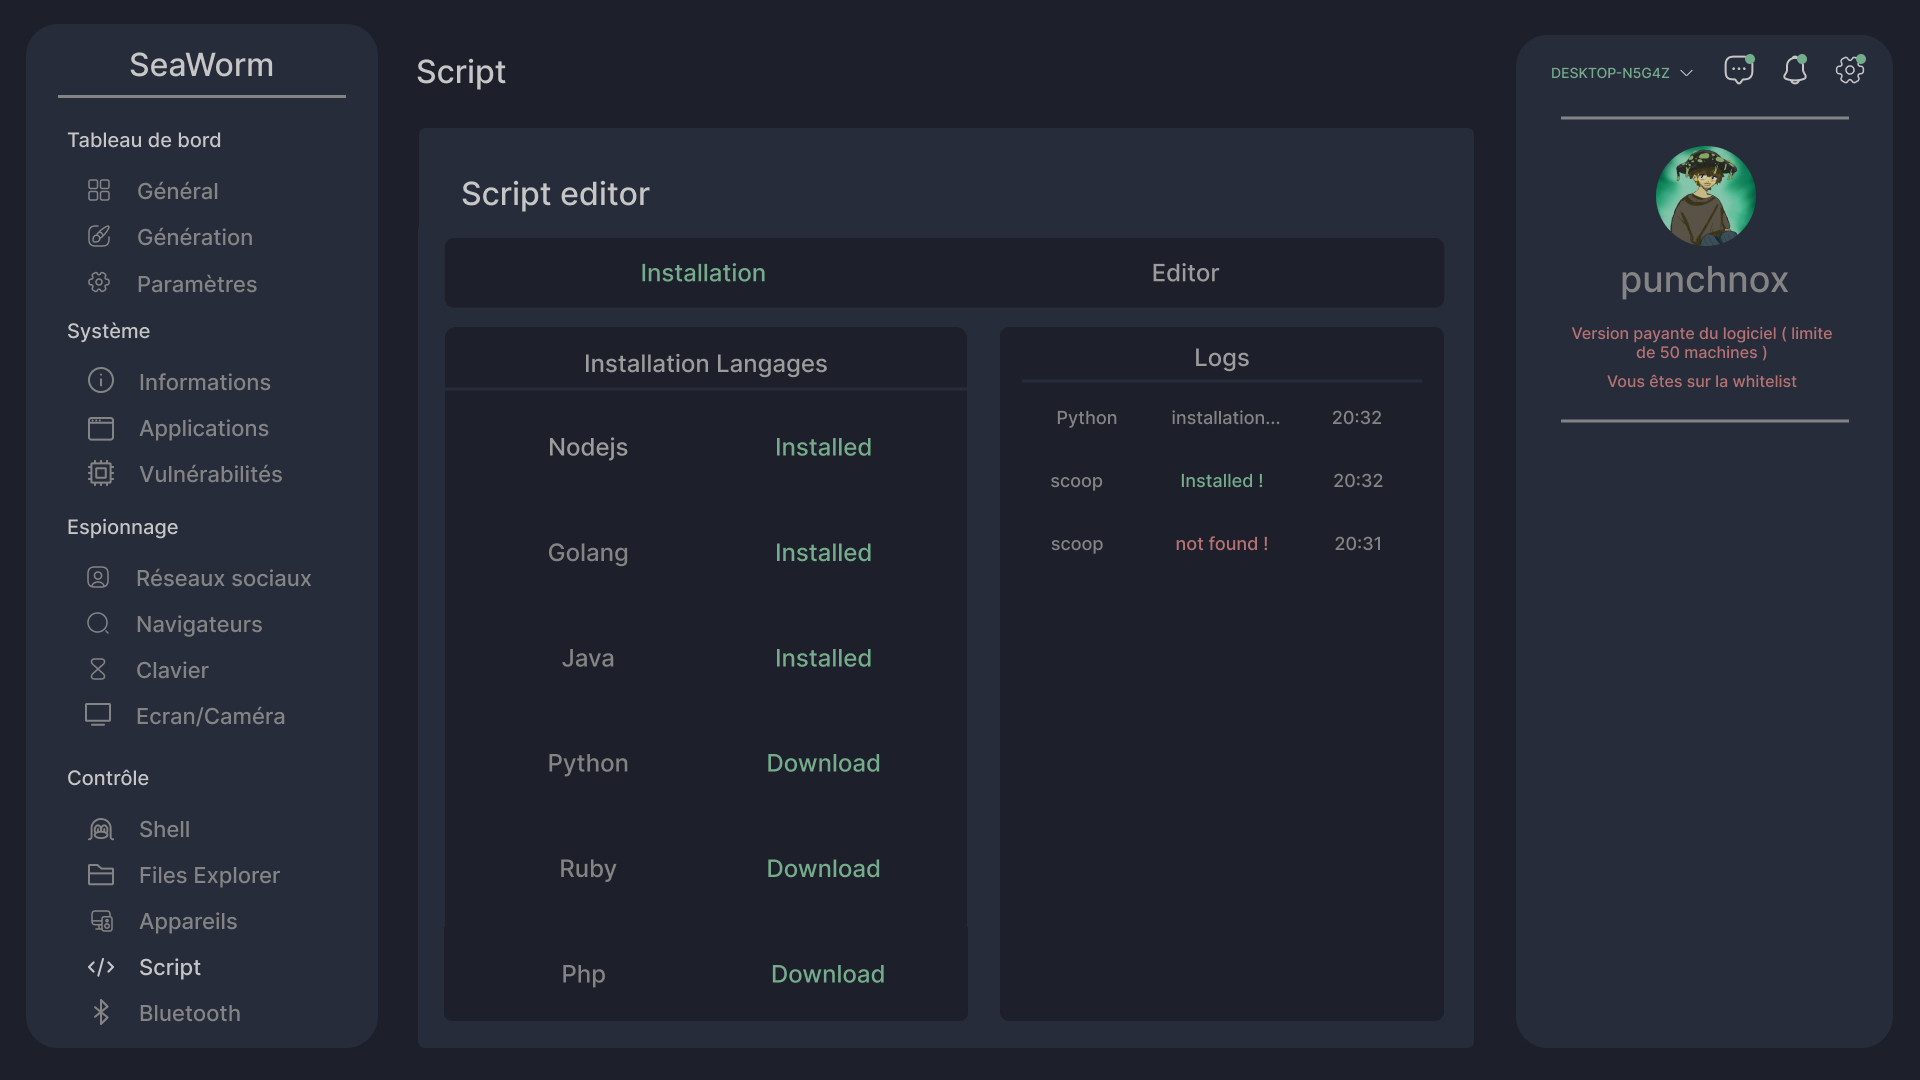 SeaWorm
Tableau de bord
Général
Génération
Paramètres
Système
Informations
Applications
Vulnérabilités
Espionnage
Réseaux sociaux
Navigateurs
Clavier
Ecran/Caméra
Contrôle
Shell
Files Explorer
Appareils
Script
Bluetooth
Script
Script editor
Installation Editor
Installation Langages
Nodejs Installed
Golang Installed
Java Installed
Python Download
Ruby Download
Php Download
Logs
Python installation... 20:32
scoop Installed ! 20:32
scoop not found ! 20:31
DESKTOP-N5G4Z
punchnox
Version payante du logiciel ( limite
de 50 machines )
Vous êtes sur la whitelist